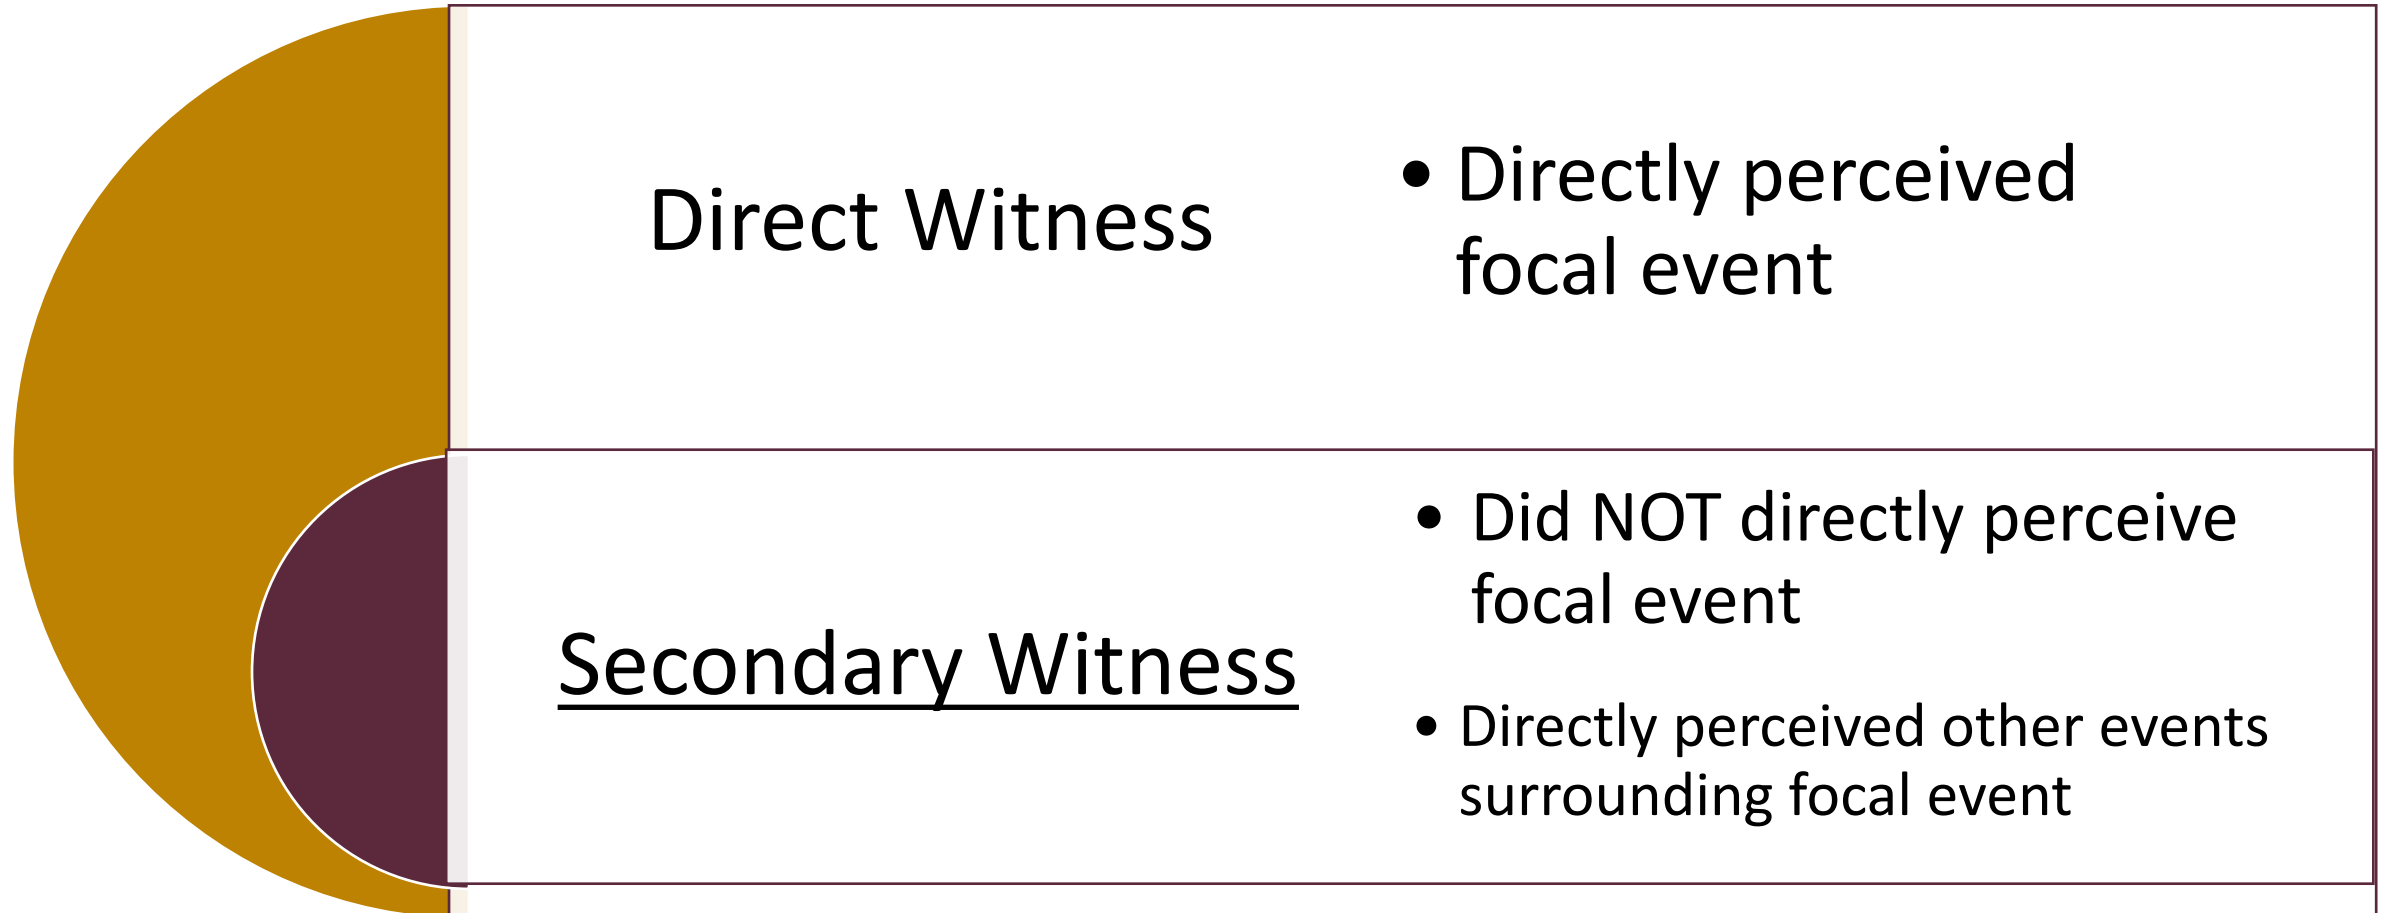 Direct Witness
• Directly perceived
focal event
Secondary Witness
• Did NOT directly perceive
focal event
• Directly perceived other events
surrounding focal event